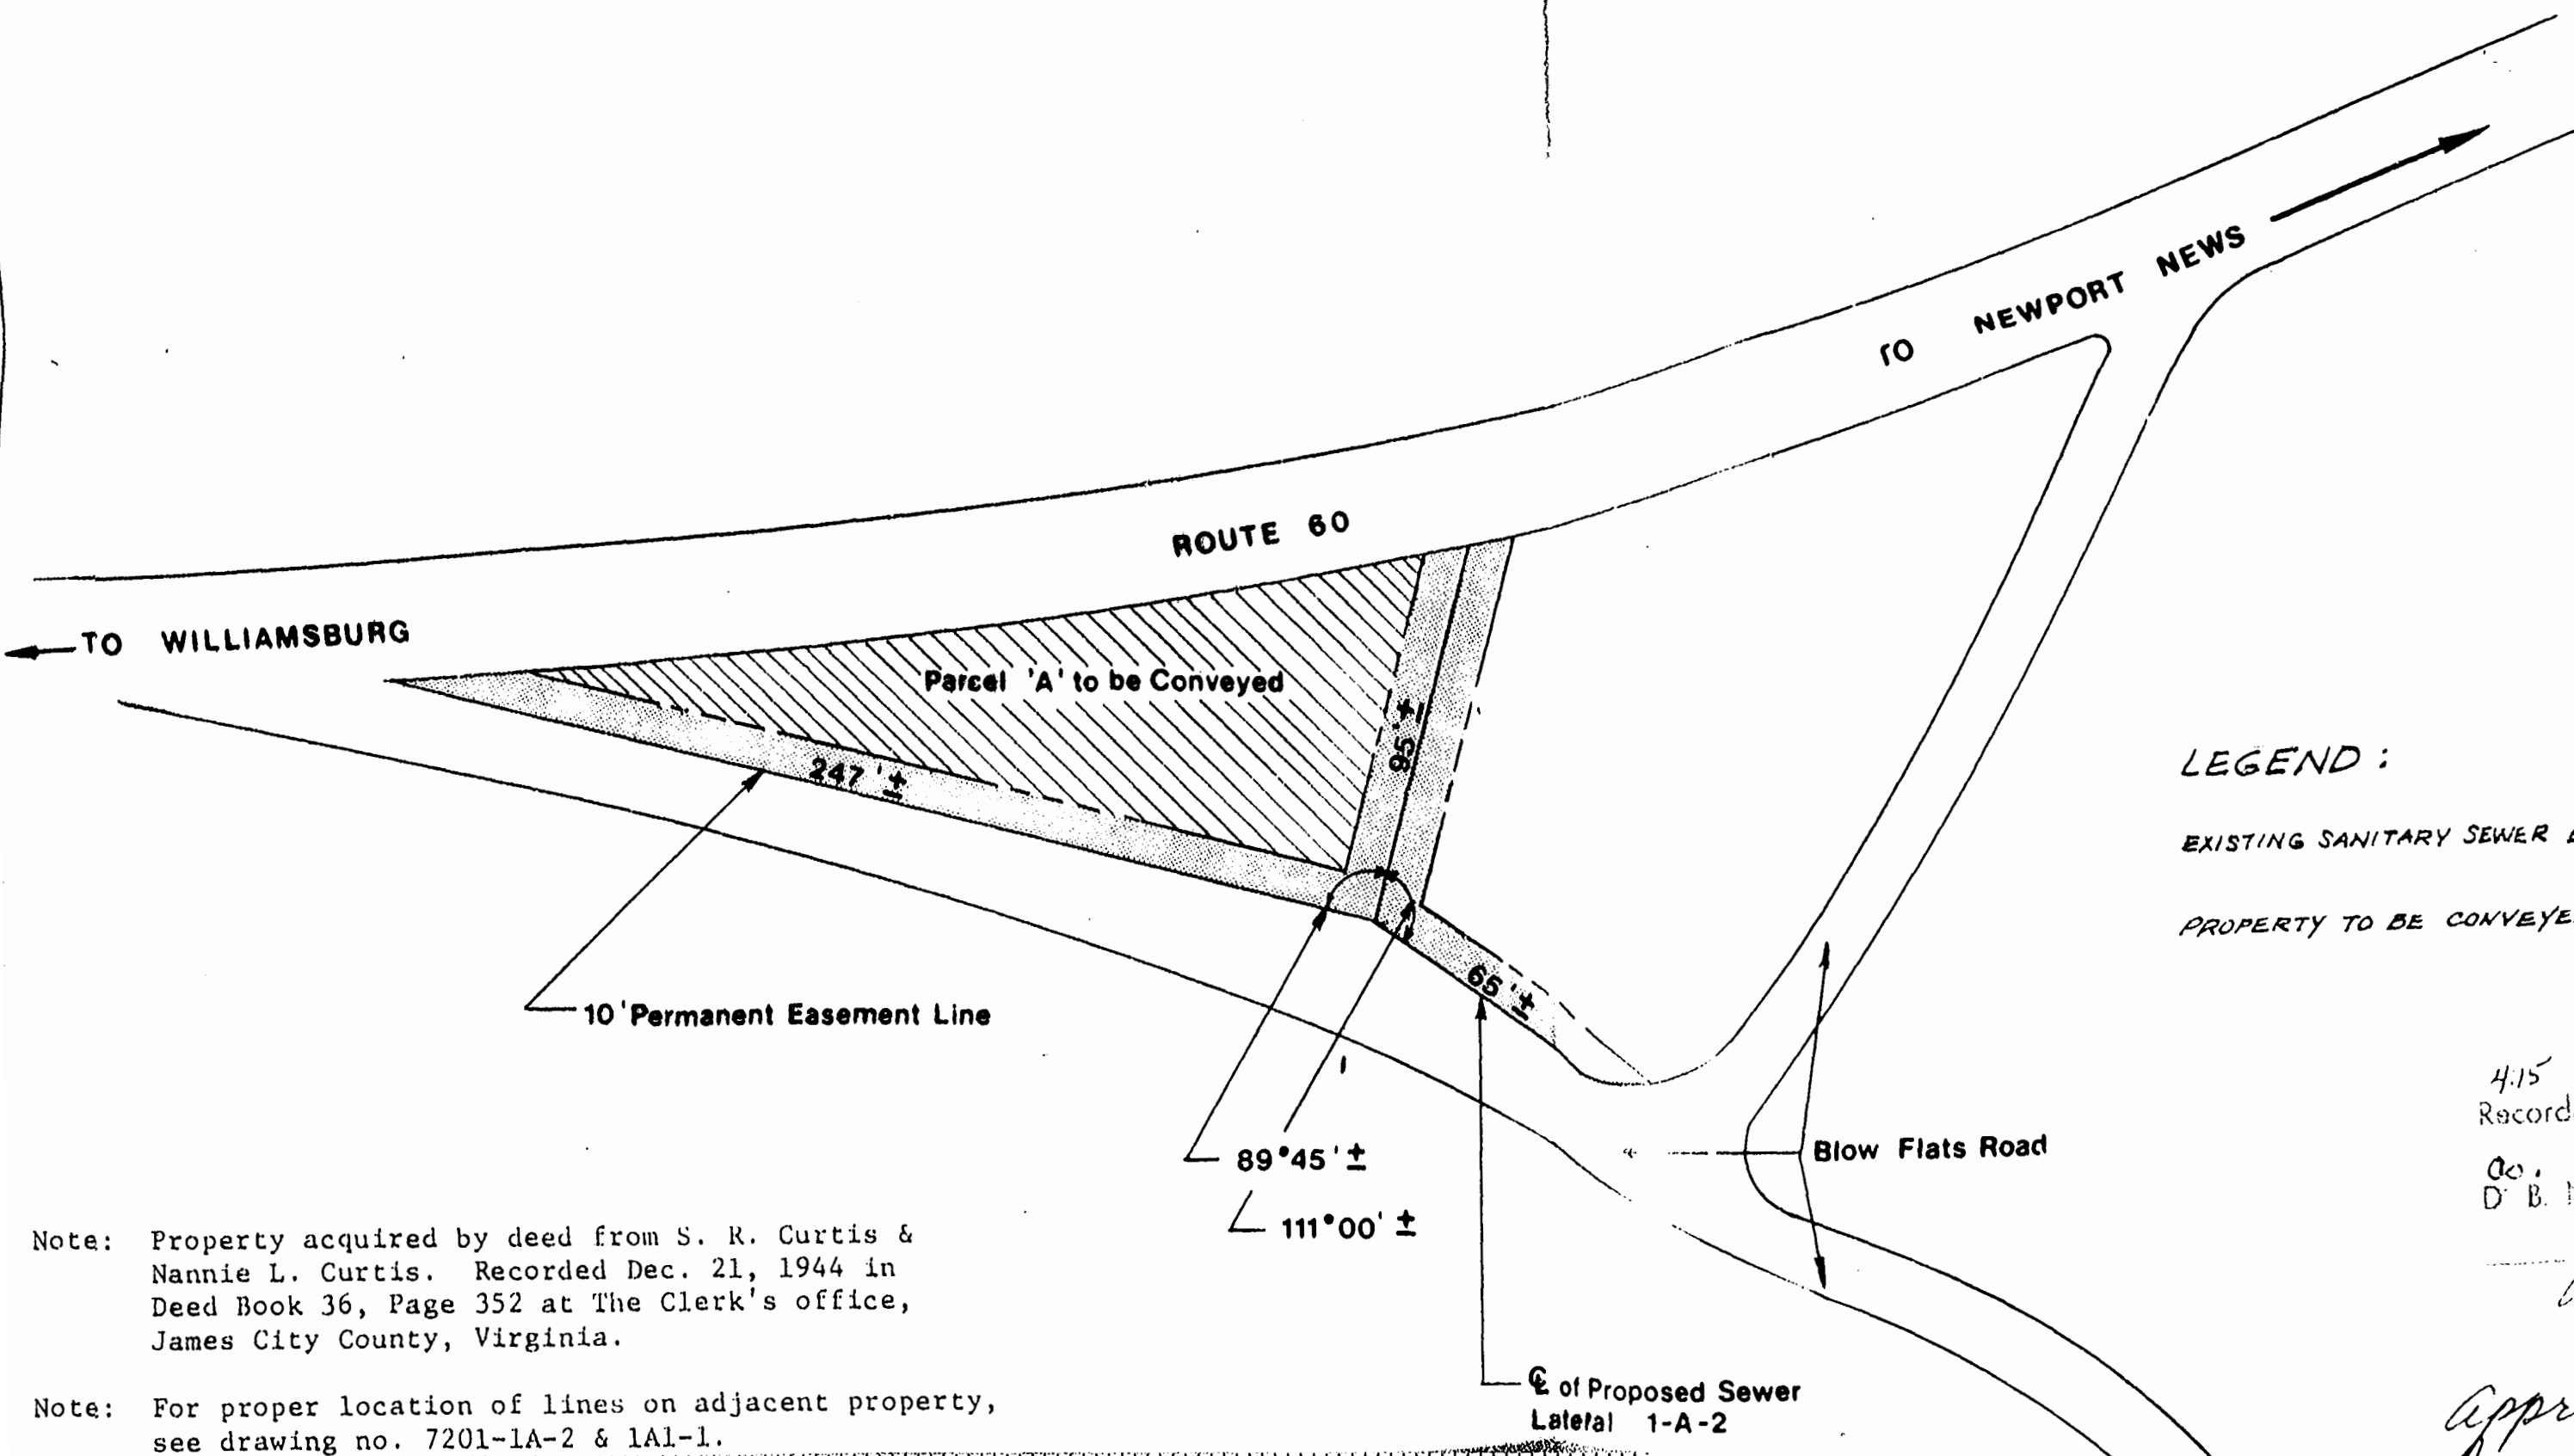 TO NEWPORT NEWS
ROUTE 60
TO WILLIAMSBURG
Parcel 'A' to be Conveyed
95'±
247'±
LEGEND:
EXISTING SANITARY SEWER
PROPERTY TO BE
65'±
10' Permanent Easement Line
4:15
Record
Blow Flats Road
89°45'±
111°00'±
D. B.
Note: Property acquired by deed from S. R. Curtis &
Nannie L. Curtis. Recorded Dec. 21, 1944 in
Deed Book 36, Page 352 at The Clerk's office,
James City County, Virginia.
℄ of Proposed Sewer
Lateral 1-A-2
Note: For proper location of lines on adjacent property,
see drawing no. 7201-1A-2 & 1A1-1.